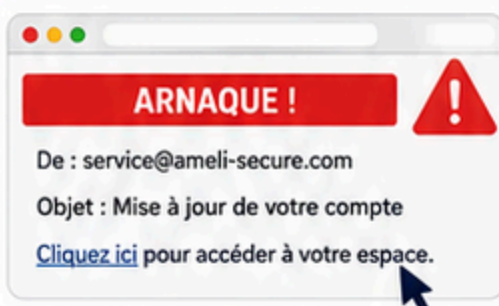 ARNAQUE !
De : service@ameli-secure.com
Objet : Mise à jour de votre compte
Cliquez ici pour accéder à votre espace.